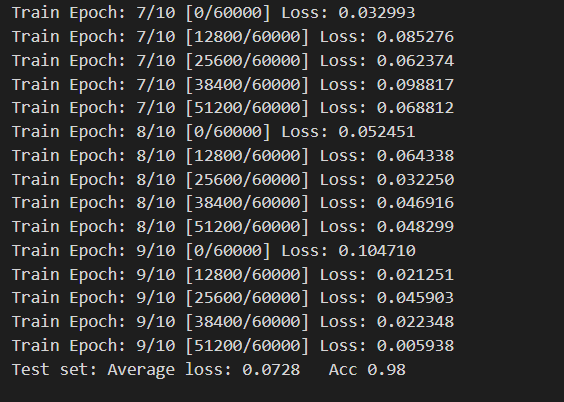 Train Epoch: 7/10 [0/60000] Loss: 0.032993
Train Epoch: 7/10 [12800/60000] Loss: 0.085276
Train Epoch: 7/10 [25600/60000] Loss: 0.062374
Train Epoch: 7/10 [38400/60000] Loss: 0.098817
Train Epoch: 7/10 [51200/60000] Loss: 0.068812
Train Epoch: 8/10 [0/60000] Loss: 0.052451
Train Epoch: 8/10 [12800/60000] Loss: 0.064338
Train Epoch: 8/10 [25600/60000] Loss: 0.032250
Train Epoch: 8/10 [38400/60000] Loss: 0.046916
Train Epoch: 8/10 [51200/60000] Loss: 0.048299
Train Epoch: 9/10 [0/60000] Loss: 0.104710
Train Epoch: 9/10 [12800/60000] Loss: 0.021251
Train Epoch: 9/10 [25600/60000] Loss: 0.045903
Train Epoch: 9/10 [38400/60000] Loss: 0.022348
Train Epoch: 9/10 [51200/60000] Loss: 0.005938
Test set: Average loss: 0.0728   Acc 0.98